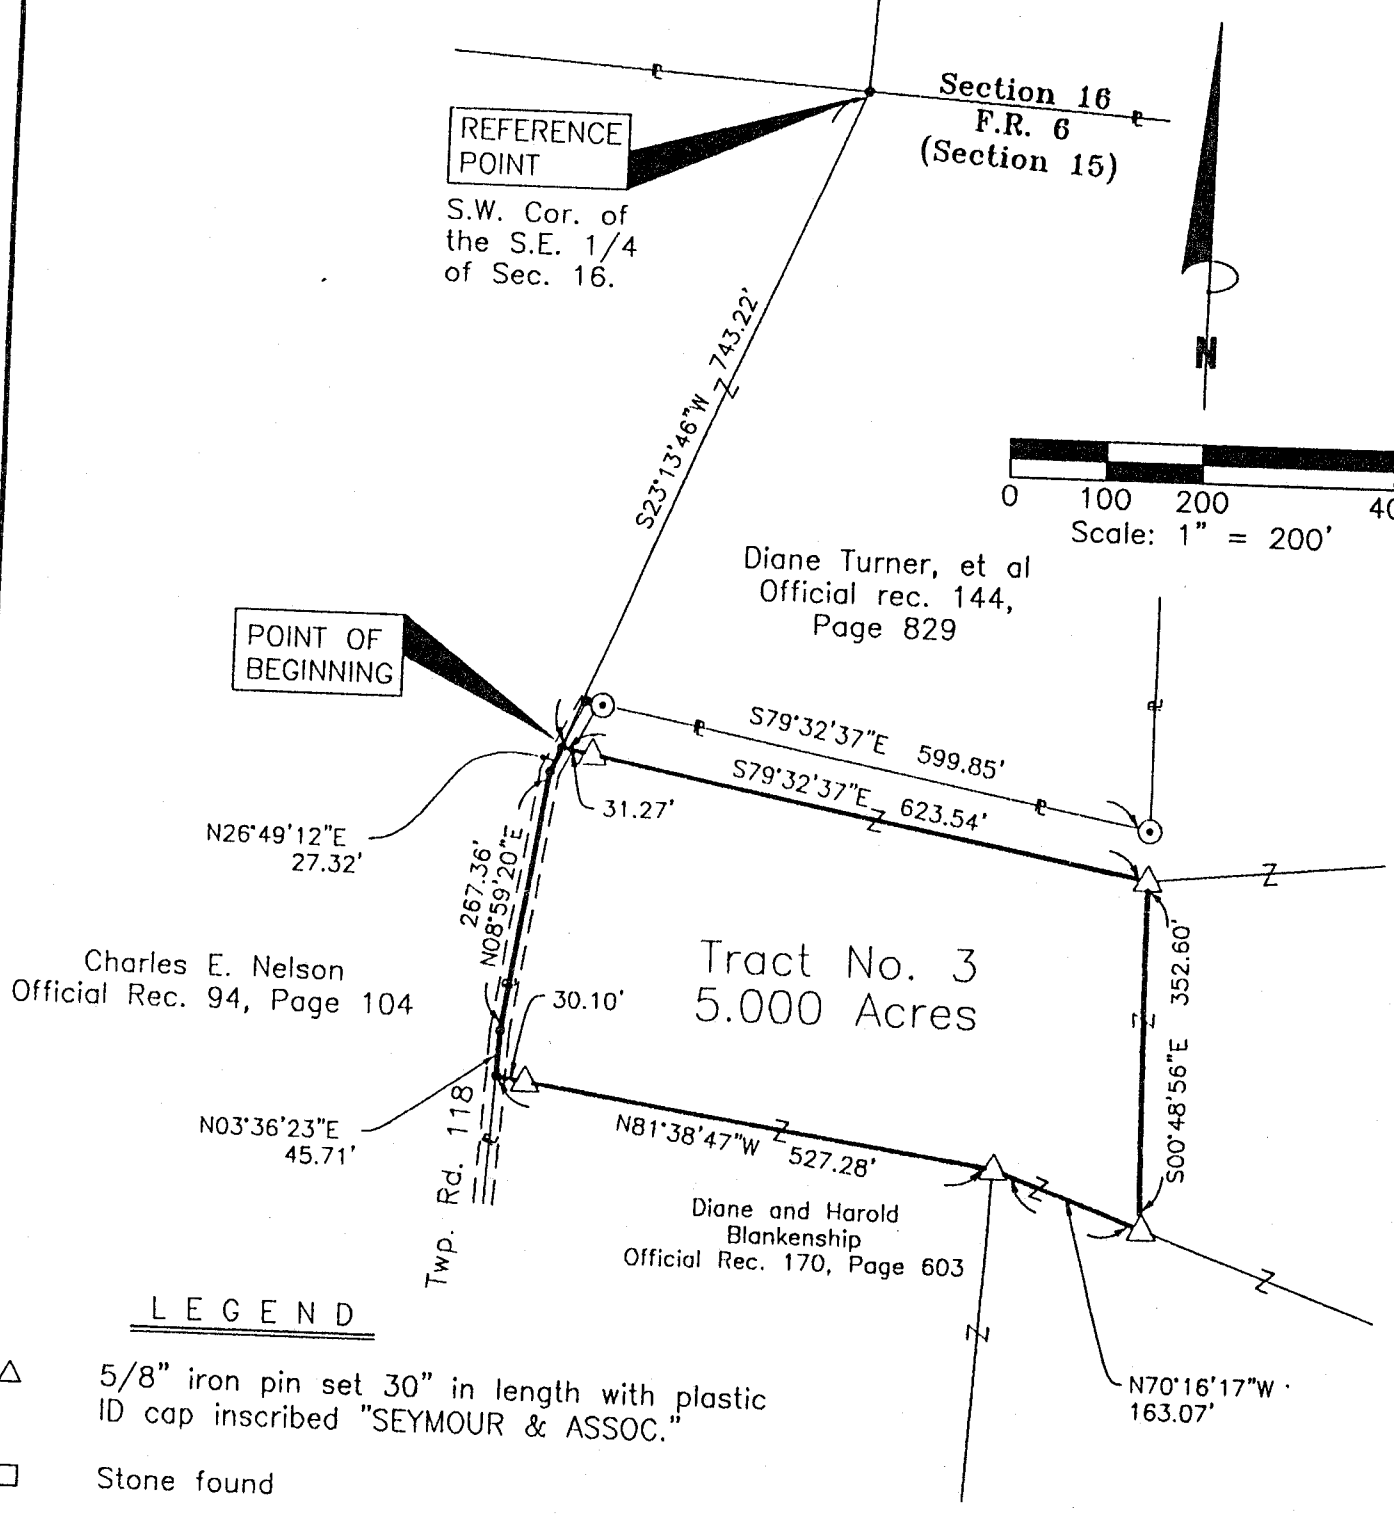 Section 16
F.R. 6
(Section 15)
REFERENCE
POINT
S.W. Cor. of
the S.E. 1/4
of Sec. 16.
N
S23°13'46"W 743.22'
0 100 200
Scale: 1" = 200'
Diane Turner, et al
Official rec. 144,
Page 829
POINT OF
BEGINNING
S79°32'37"E 599.85'
S79°32'37"E 623.54'
31.27'
N26°49'12"E
27.32'
267.36'
N08°59'20"E
Charles E. Nelson
Official Rec. 94, Page 104
Tract No. 3
5.000 Acres
30.10'
S00°48'56"E 352.60'
N03°36'23"E
45.71'
Twp. Rd. 118
N81°38'47"W 527.28'
Diane and Harold
Blankenship
Official Rec. 170, Page 603
N70°16'17"W
163.07'
LEGEND
5/8" iron pin set 30" in length with plastic
ID cap inscribed "SEYMOUR & ASSOC."
Stone found